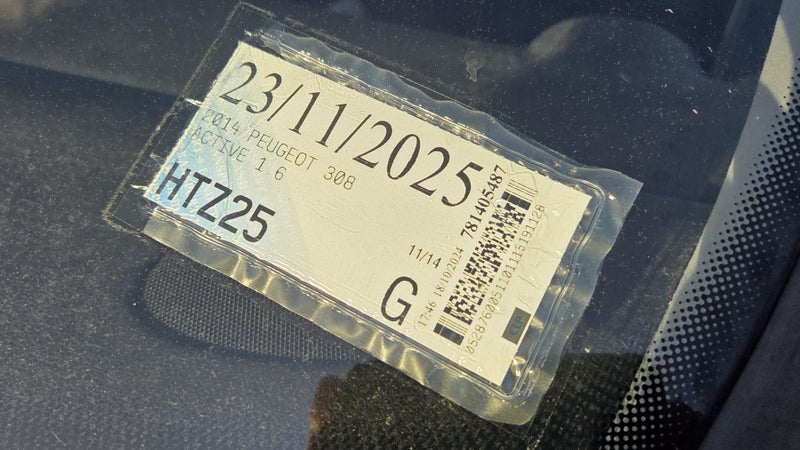 23/11/2025
2014 PEUGEOT 308
ACTIVE 1.6
HTZ25
11/14
G
17:46 18/10/2024
781405487